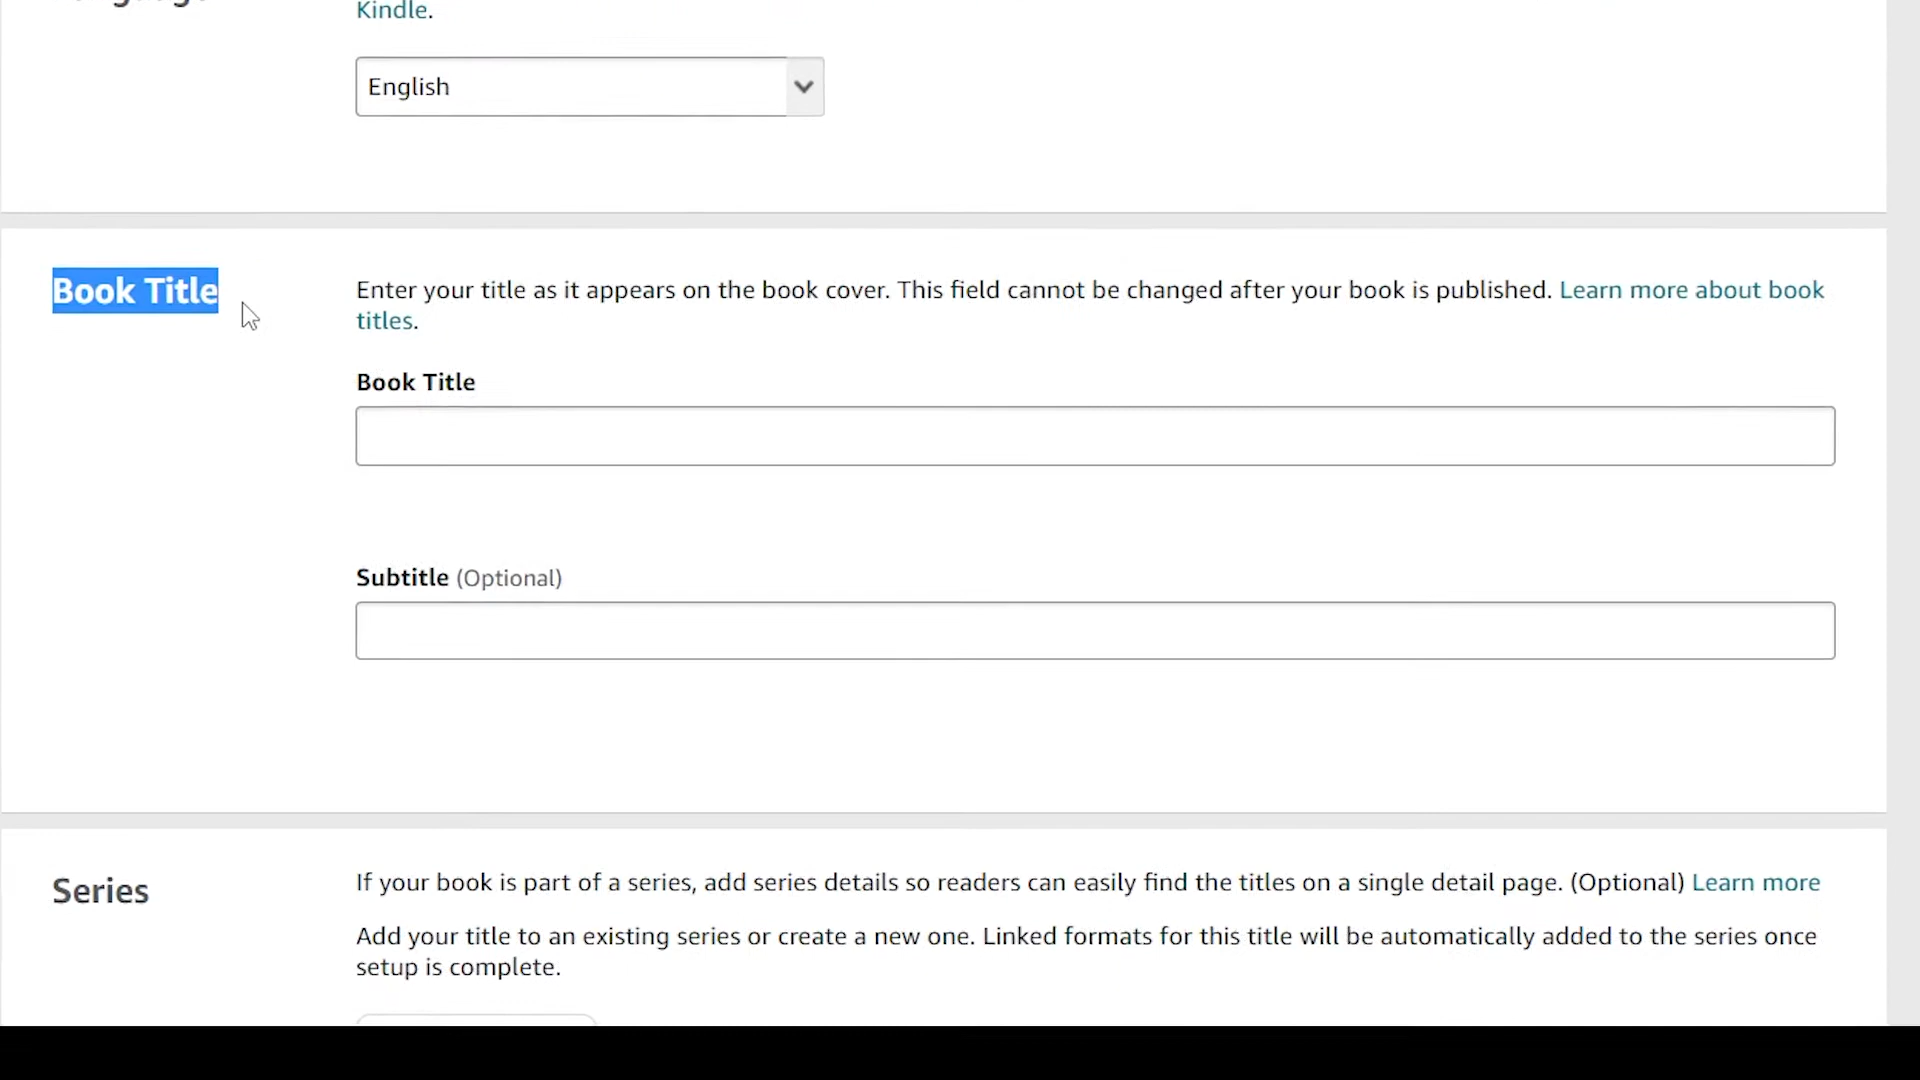 Kindle.
English
Book Title
Enter your title as it appears on the book cover. This field cannot be changed after your book is published. Learn more about book
titles.
Book Title
Subtitle (Optional)
Series
If your book is part of a series, add series details so readers can easily find the titles on a single detail page. (Optional) Learn more
Add your title to an existing series or create a new one. Linked formats for this title will be automatically added to the series once
setup is complete.